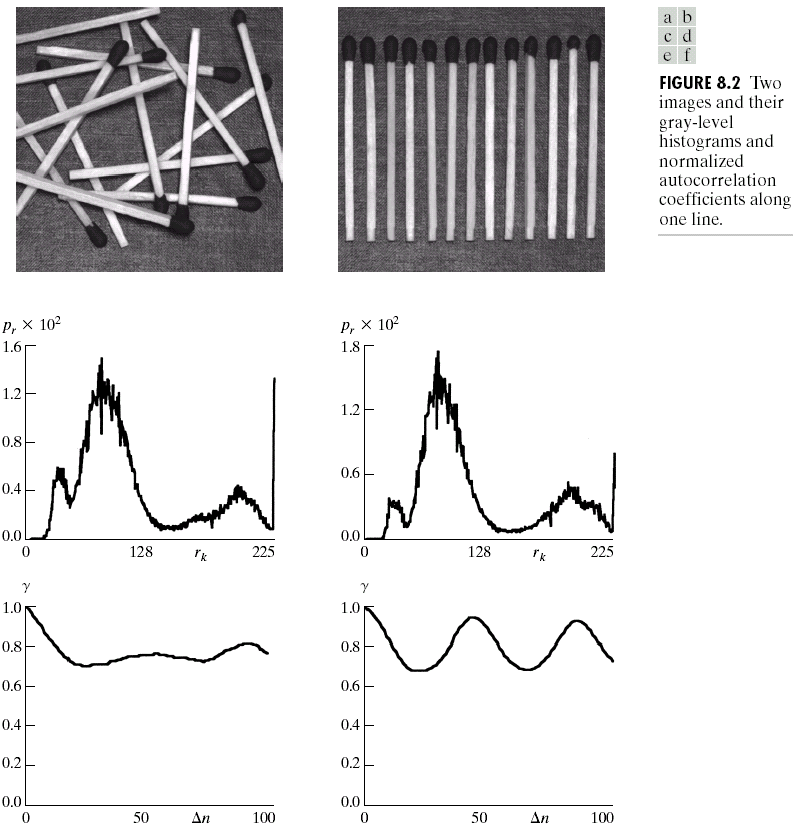 a b
c d
e f
FIGURE 8.2 Two
images and their
gray-level
histograms and
normalized
autocorrelation
coefficients along
one line.
p_r × 10²
1.6
1.2
0.8
0.4
0.0
0 128 r_k 225
p_r × 10²
1.8
1.2
0.6
0.0
0 128 r_k 225
γ
1.0
0.8
0.6
0.4
0.2
0.0
0 50 Δn 100
γ
1.0
0.8
0.6
0.4
0.2
0.0
0 50 Δn 100